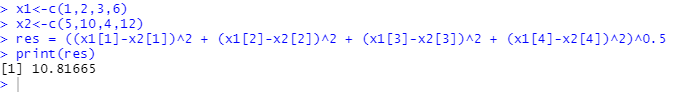 > x1<-c(1,2,3,6)
> x2<-c(5,10,4,12)
> res = ((x1[1]-x2[1])^2 + (x1[2]-x2[2])^2 + (x1[3]-x2[3])^2 + (x1[4]-x2[4])^2)^0.5
> print(res)
[1] 10.81665
>